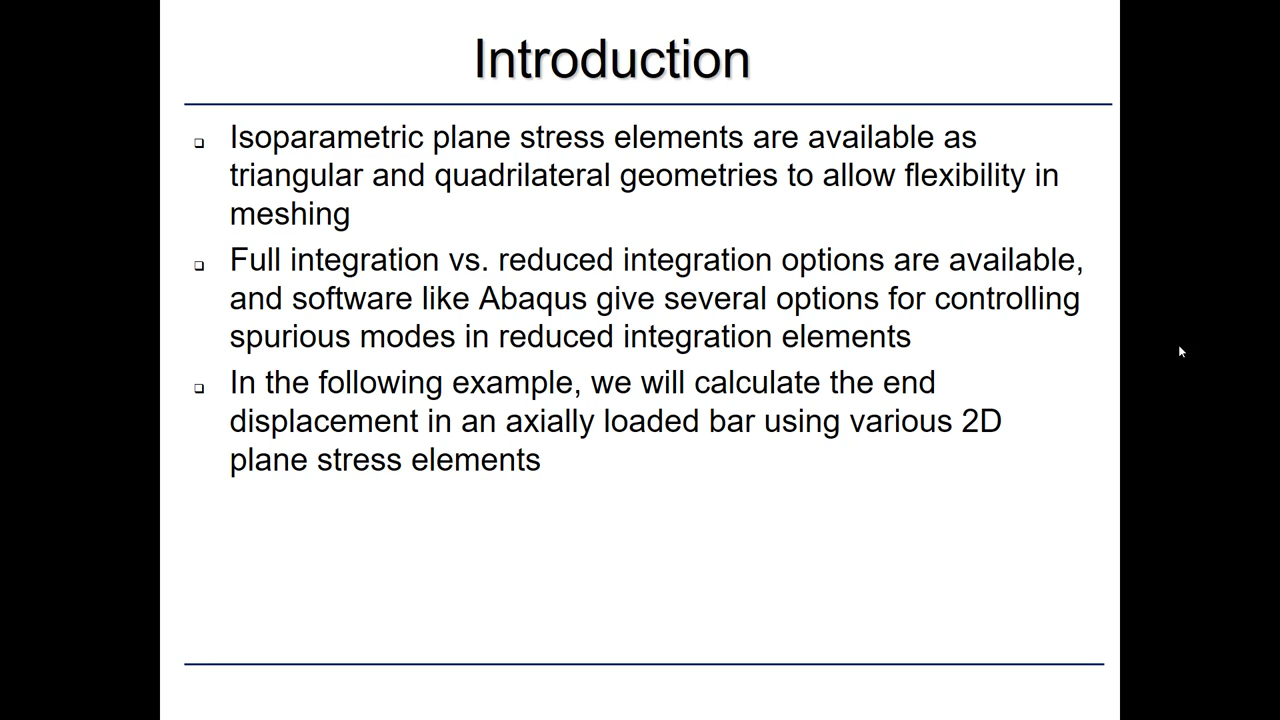 Introduction
Isoparametric plane stress elements are available as
triangular and quadrilateral geometries to allow flexibility in
meshing
Full integration vs. reduced integration options are available,
and software like Abaqus give several options for controlling
spurious modes in reduced integration elements
In the following example, we will calculate the end
displacement in an axially loaded bar using various 2D
plane stress elements